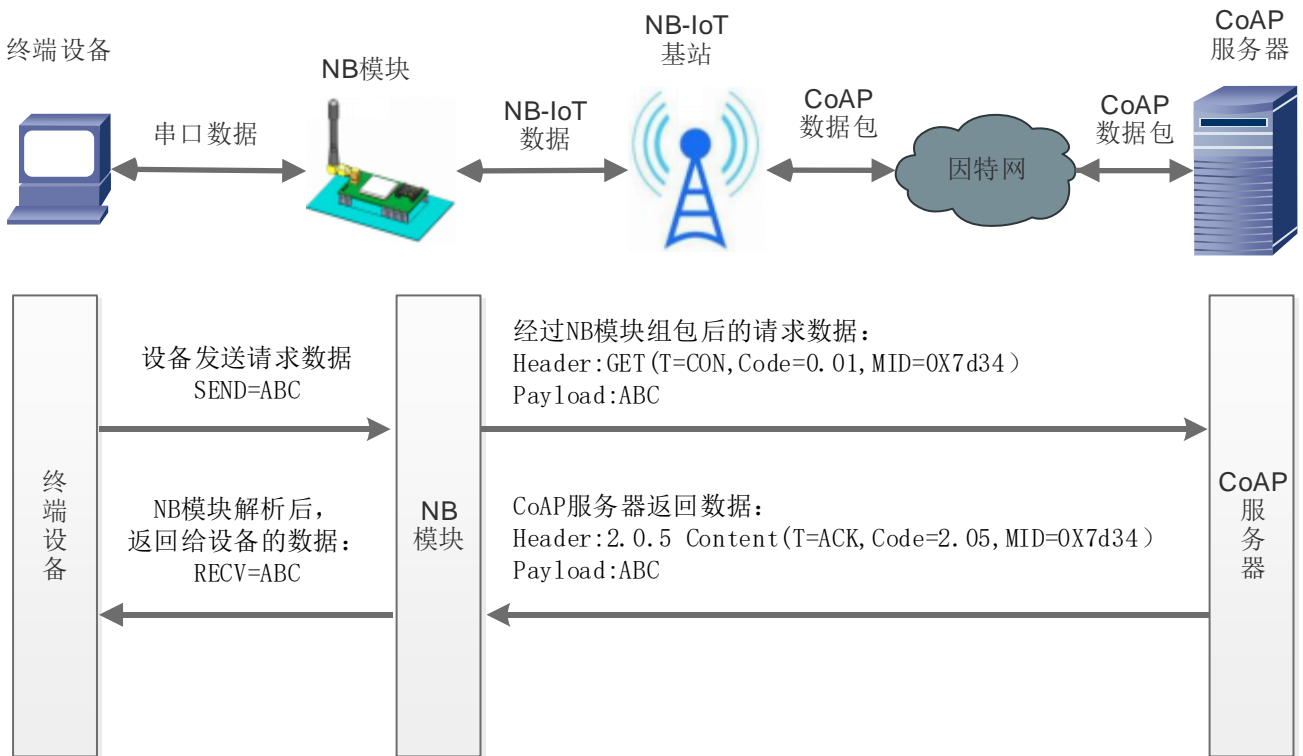 终端设备
NB模块
NB-IoT
基站
CoAP
服务器
串口数据
NB-IoT
数据
CoAP
数据包
因特网
CoAP
数据包
设备发送请求数据
SEND=ABC
经过NB模块组包后的请求数据:
Header:GET(T=CON,Code=0.01,MID=0X7d34)
Payload:ABC
终端设备
NB模块解析后,
返回给设备的数据:
RECV=ABC
NB
模块
CoAP服务器返回数据:
Header:2.0.5 Content(T=ACK,Code=2.05,MID=0X7d34)
Payload:ABC
CoAP
服务器